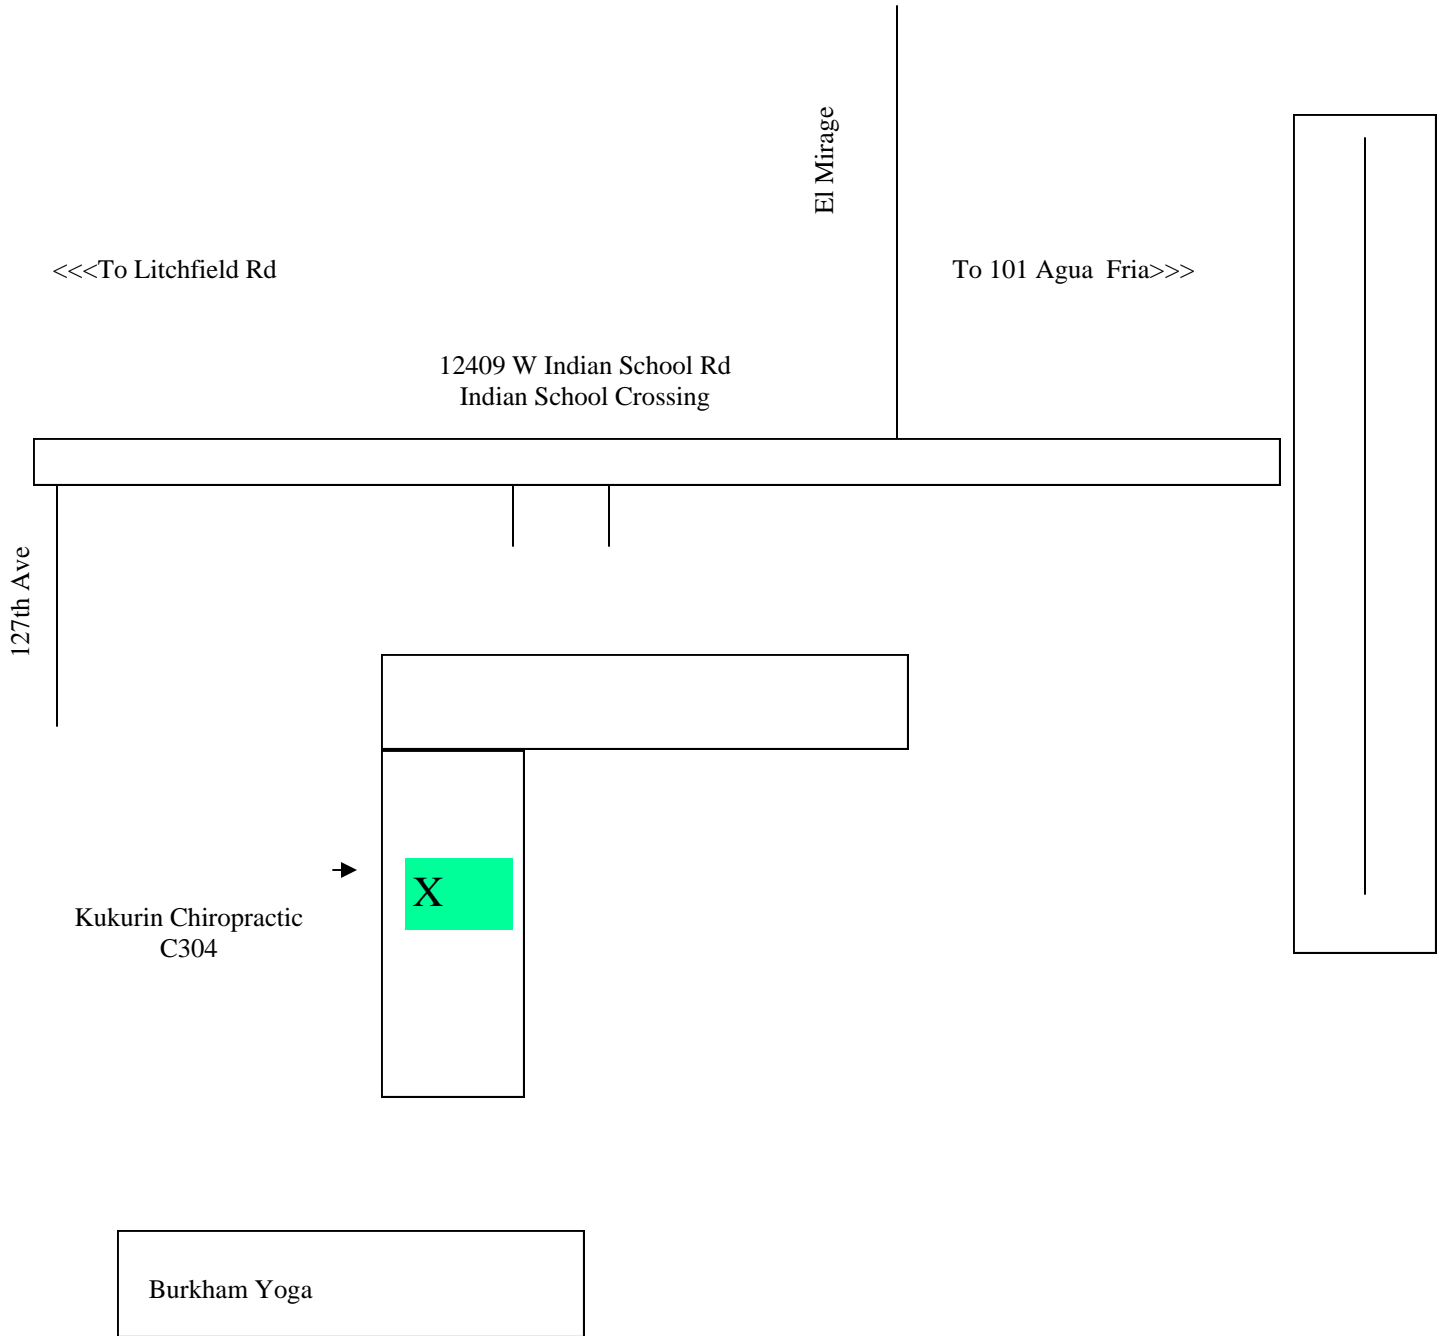 El Mirage
<<<To Litchfield Rd
To 101 Agua  Fria>>>
12409 W Indian School Rd
Indian School Crossing
127th Ave
X
Kukurin Chiropractic
C304
Burkham Yoga